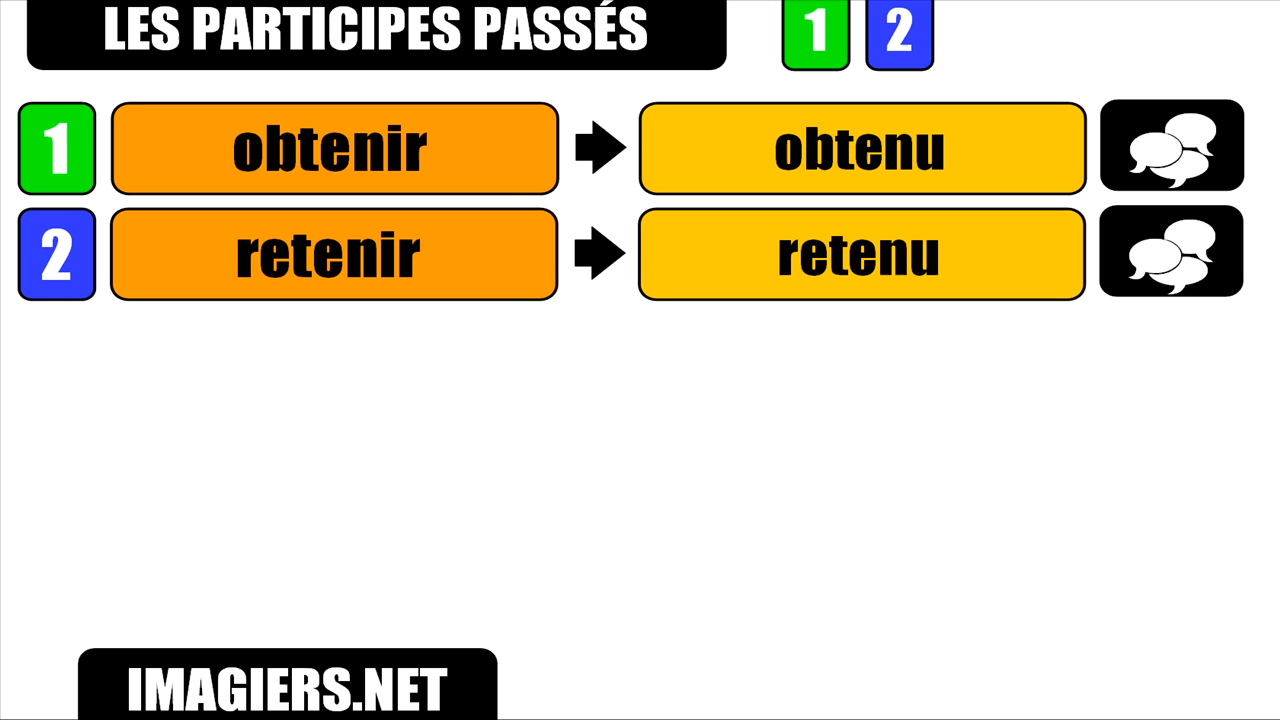 LES PARTICIPES PASSÉS 1 2
1 obtenir obtenu
2 retenir retenu
IMAGIERS.NET